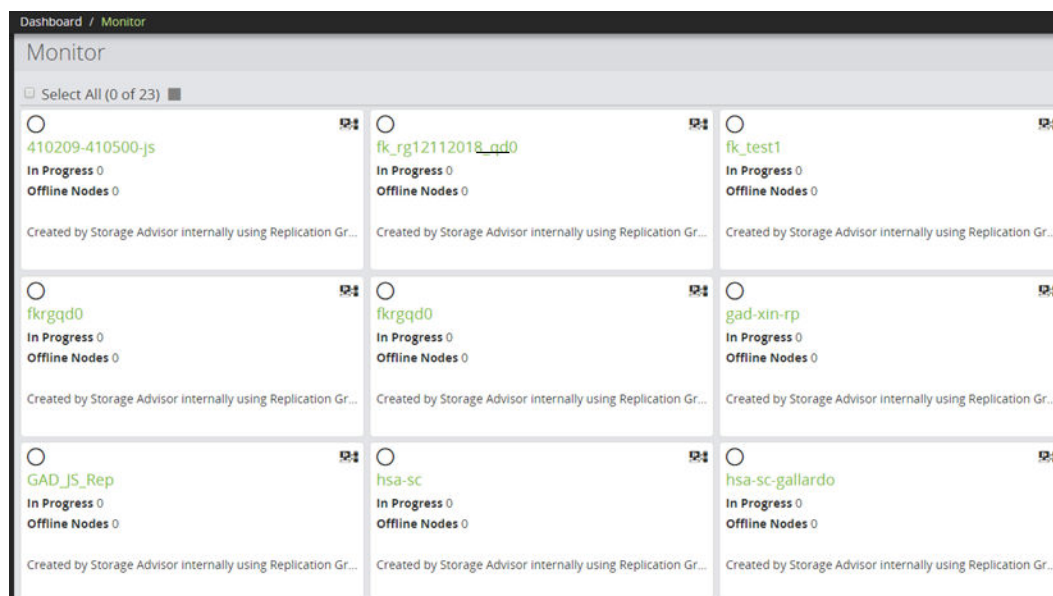 Dashboard / Monitor
Monitor
Select All (0 of 23)
410209-410500-js
In Progress 0
Offline Nodes 0
Created by Storage Advisor internally using Replication Gr...
fk_rg12112018_qd0
In Progress 0
Offline Nodes 0
Created by Storage Advisor internally using Replication Gr...
fk_test1
In Progress 0
Offline Nodes 0
Created by Storage Advisor internally using Replication Gr...
fkrgqd0
In Progress 0
Offline Nodes 0
Created by Storage Advisor internally using Replication Gr...
fkrgqd0
In Progress 0
Offline Nodes 0
Created by Storage Advisor internally using Replication Gr...
gad-xin-rp
In Progress 0
Offline Nodes 0
Created by Storage Advisor internally using Replication Gr...
GAD_JS_Rep
In Progress 0
Offline Nodes 0
Created by Storage Advisor internally using Replication Gr...
hsa-sc
In Progress 0
Offline Nodes 0
Created by Storage Advisor internally using Replication Gr...
hsa-sc-gallardo
In Progress 0
Offline Nodes 0
Created by Storage Advisor internally using Replication Gr...